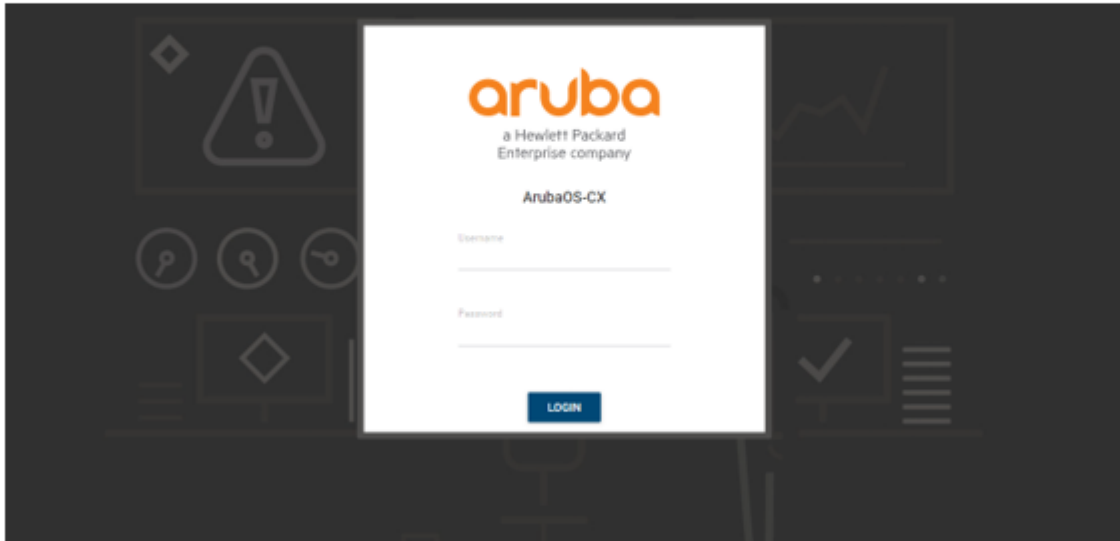 aruba
a Hewlett Packard
Enterprise company
ArubaOS-CX
Username
Password
LOGIN